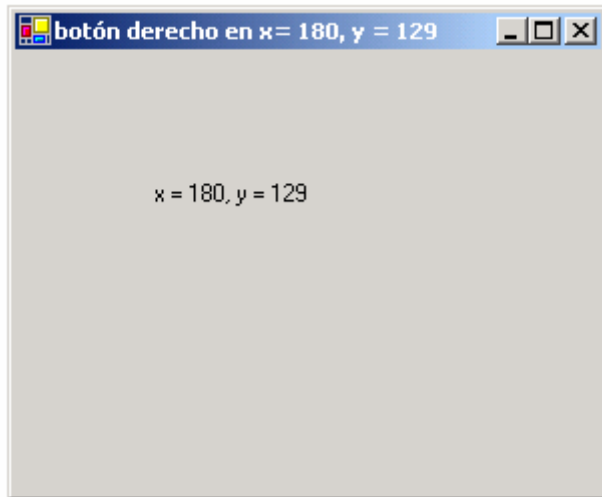 botón derecho en x= 180, y = 129
x = 180, y = 129